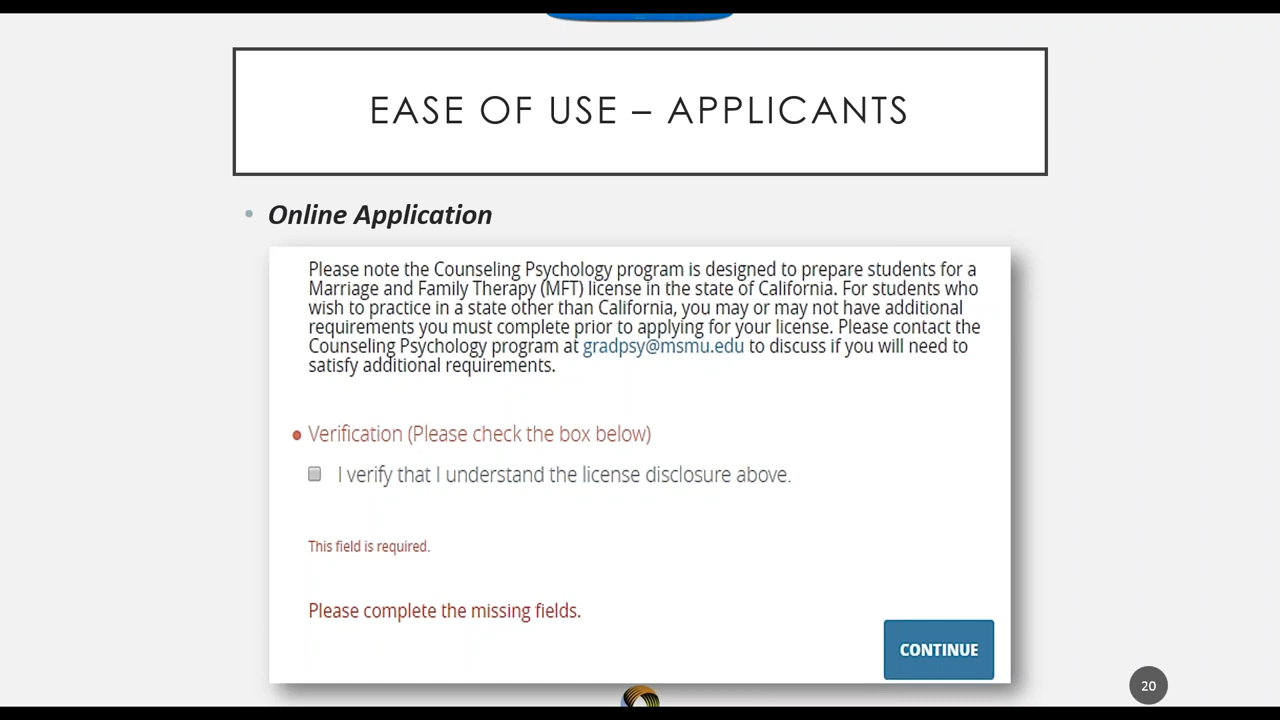 EASE OF USE – APPLICANTS
• Online Application
Please note the Counseling Psychology program is designed to prepare students for a
Marriage and Family Therapy (MFT) license in the state of California. For students who
wish to practice in a state other than California, you may or may not have additional
requirements you must complete prior to applying for your license. Please contact the
Counseling Psychology program at gradpsy@msmu.edu to discuss if you will need to
satisfy additional requirements.
Verification (Please check the box below)
I verify that I understand the license disclosure above.
This field is required.
Please complete the missing fields.
CONTINUE
20